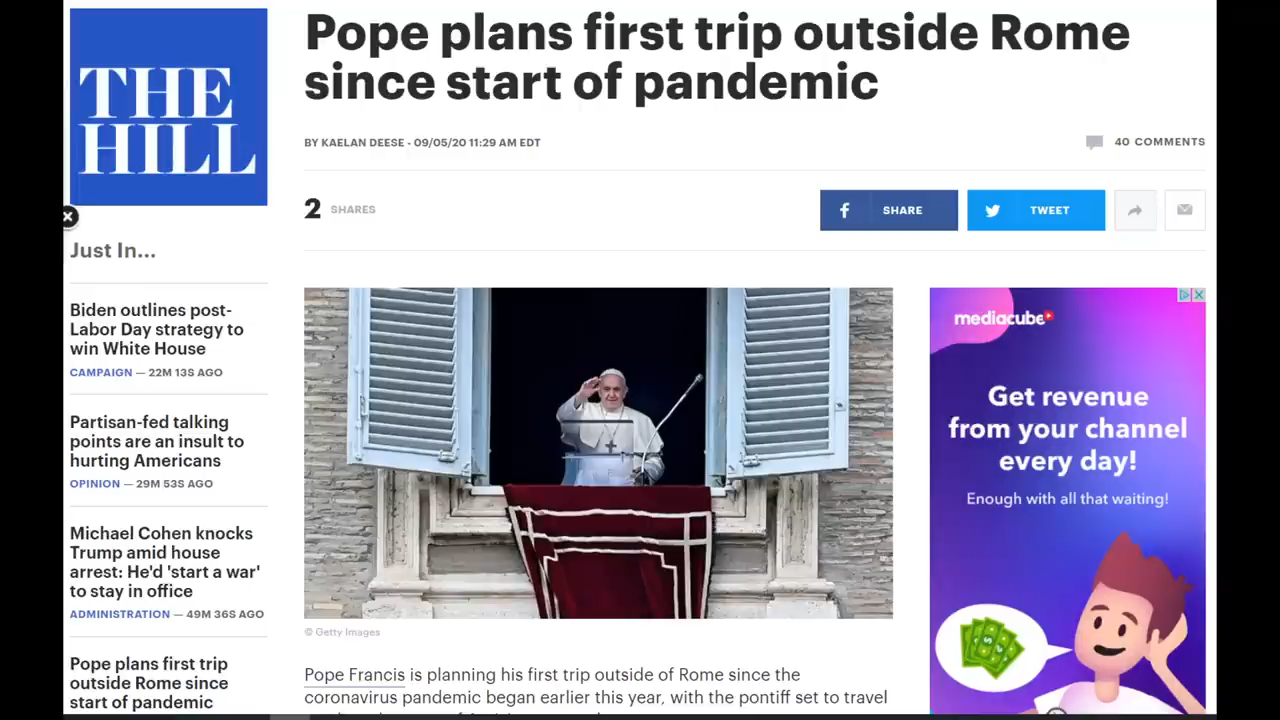 THE
HILL
Pope plans first trip outside Rome
since start of pandemic
BY KAELAN DEESE - 09/05/20 11:29 AM EDT
40 COMMENTS
2 SHARES
SHARE
TWEET
Just In...
Biden outlines post-
Labor Day strategy to
win White House
CAMPAIGN — 22M 13S AGO
Partisan-fed talking
points are an insult to
hurting Americans
OPINION — 29M 53S AGO
Michael Cohen knocks
Trump amid house
arrest: He'd 'start a war'
to stay in office
ADMINISTRATION — 49M 36S AGO
Pope plans first trip
outside Rome since
start of pandemic
© Getty Images
Pope Francis is planning his first trip outside of Rome since the
coronavirus pandemic began earlier this year, with the pontiff set to travel
mediacube
Get revenue
from your channel
every day!
Enough with all that waiting!